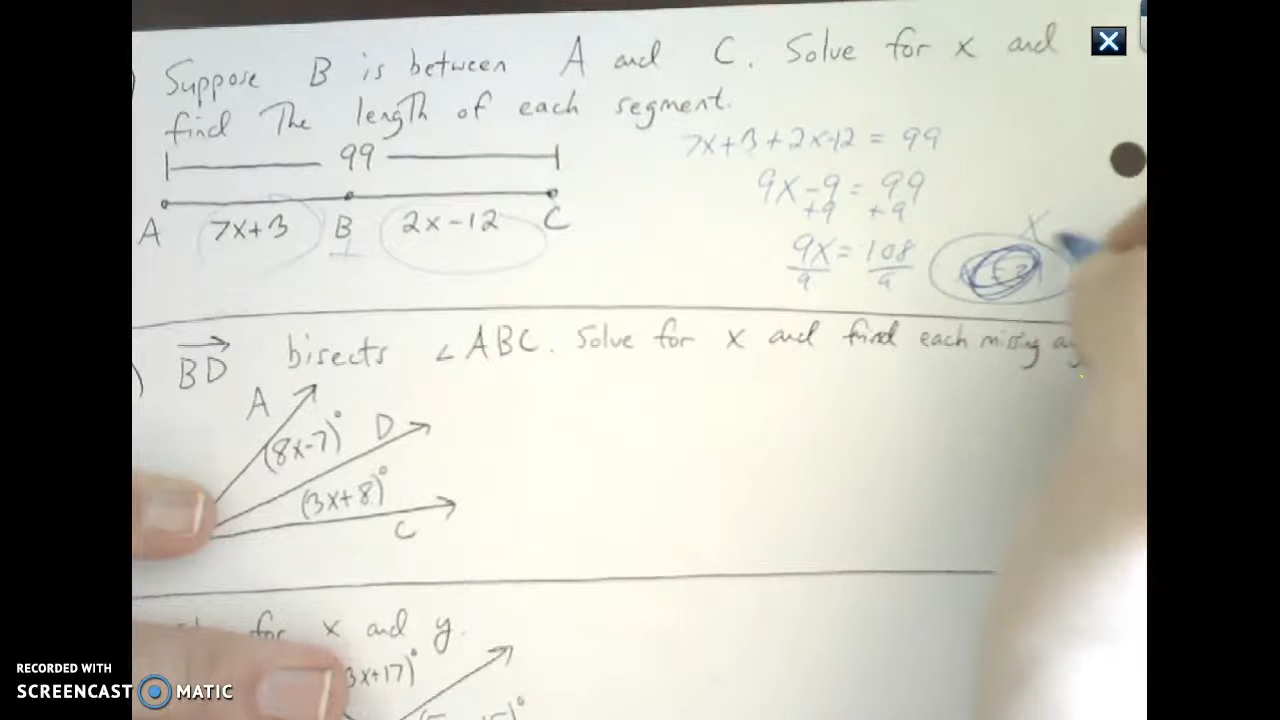 Suppose B is between A and C. Solve for x and
find The length of each segment.
99
A 7x+3 B 2x-12 C
7x+3+2x-12 = 99
9x-9 = 99
+9 +9
9x = 108
9 9
x
BD bisects ∠ABC. Solve for x and find each missing
A
(8x-7)°
D
(3x+8)°
C
for x and y.
3x+17)°
RECORDED WITH
SCREENCAST MATIC